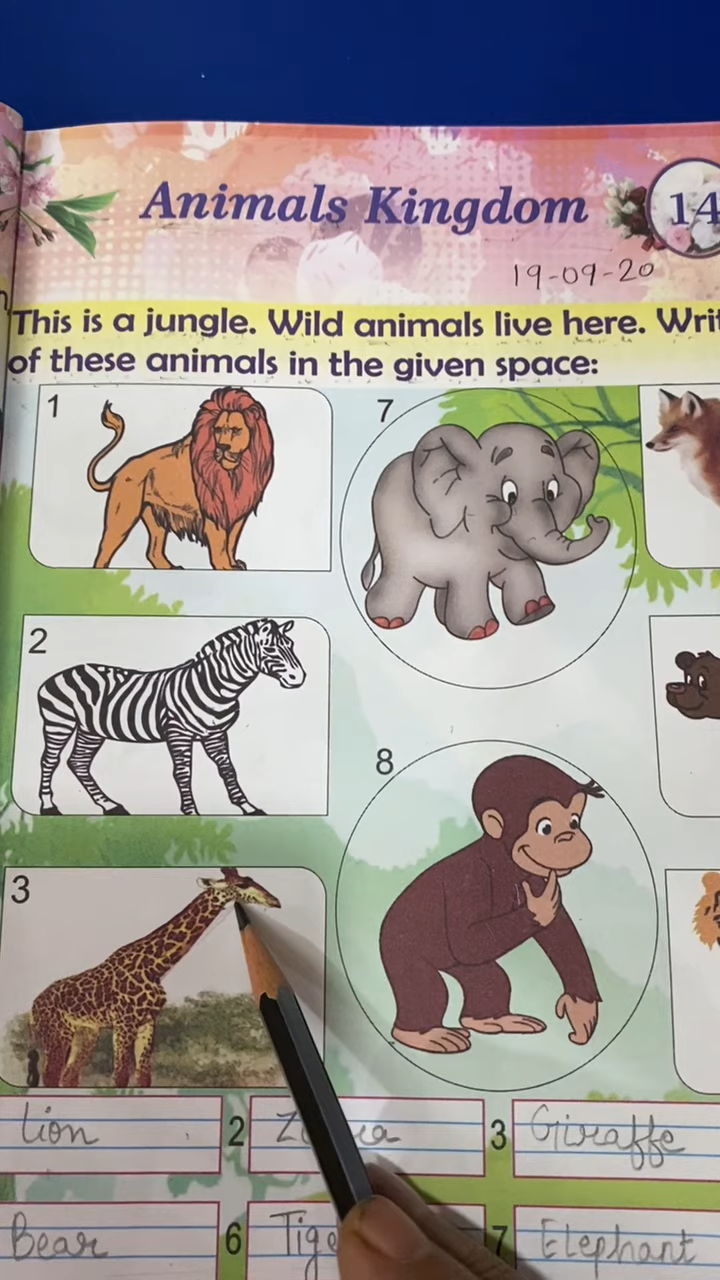 Animals Kingdom
14
19-09-20
This is a jungle. Wild animals live here.
of these animals in the given space:
1
7
2
8
3
Lion 2 3 Giraffe
Bear 6 7 Elephant